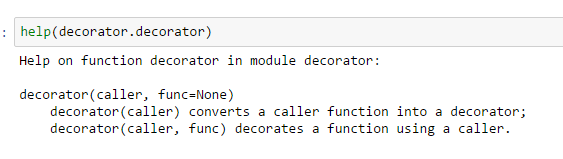 : help(decorator.decorator)
Help on function decorator in module decorator:
decorator(caller, func=None)
decorator(caller) converts a caller function into a decorator;
decorator(caller, func) decorates a function using a caller.